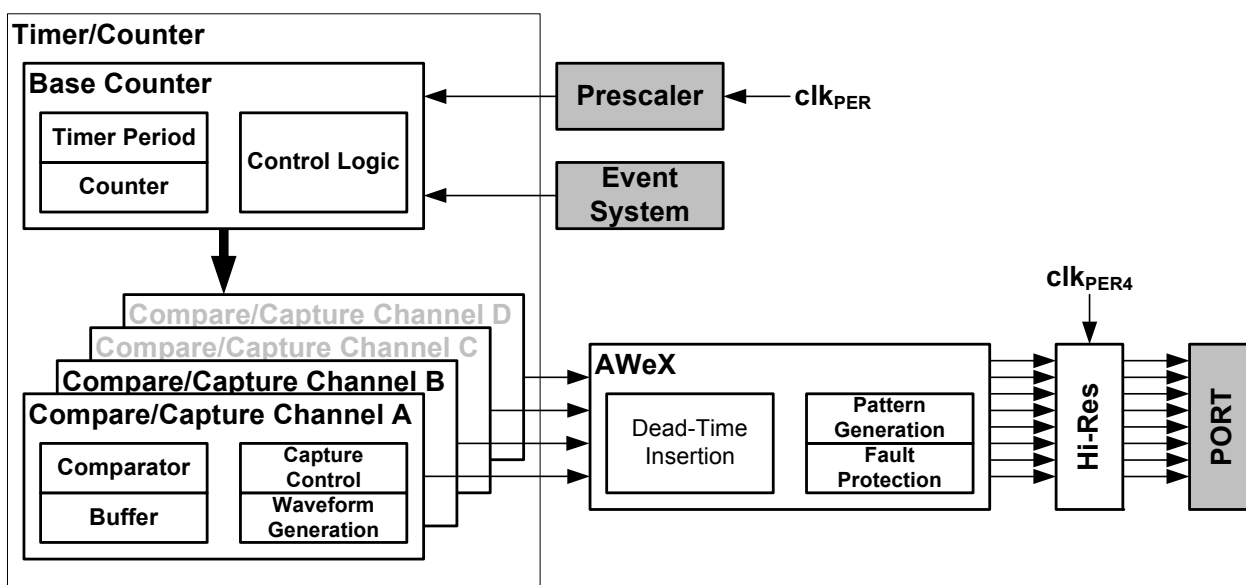 Timer/Counter
Base Counter
Timer Period
Counter
Control Logic
Prescaler
clkPER
Event
System
Compare/Capture Channel D
Compare/Capture Channel C
Compare/Capture Channel B
Compare/Capture Channel A
Comparator
Buffer
Capture
Control
Waveform
Generation
AWeX
Dead-Time
Insertion
Pattern
Generation
Fault
Protection
clkPER4
Hi-Res
PORT